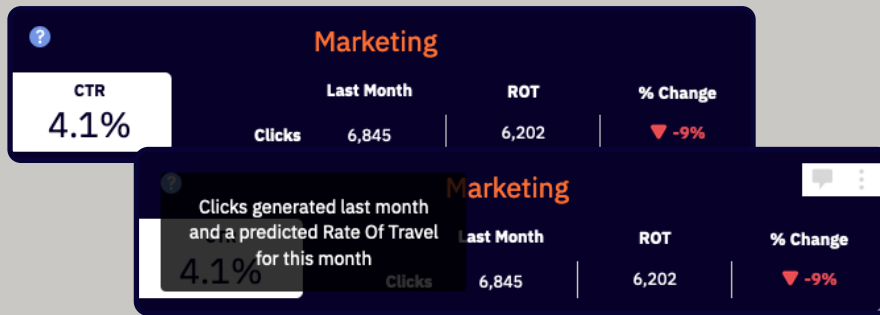 ?
Marketing
CTR
Last Month
ROT
% Change
4.1%
Clicks
6,845
6,202
▼ -9%
?
Marketing
Clicks generated last month
and a predicted Rate Of Travel
for this month
Last Month
ROT
% Change
4.1%
Clicks
6,845
6,202
▼ -9%